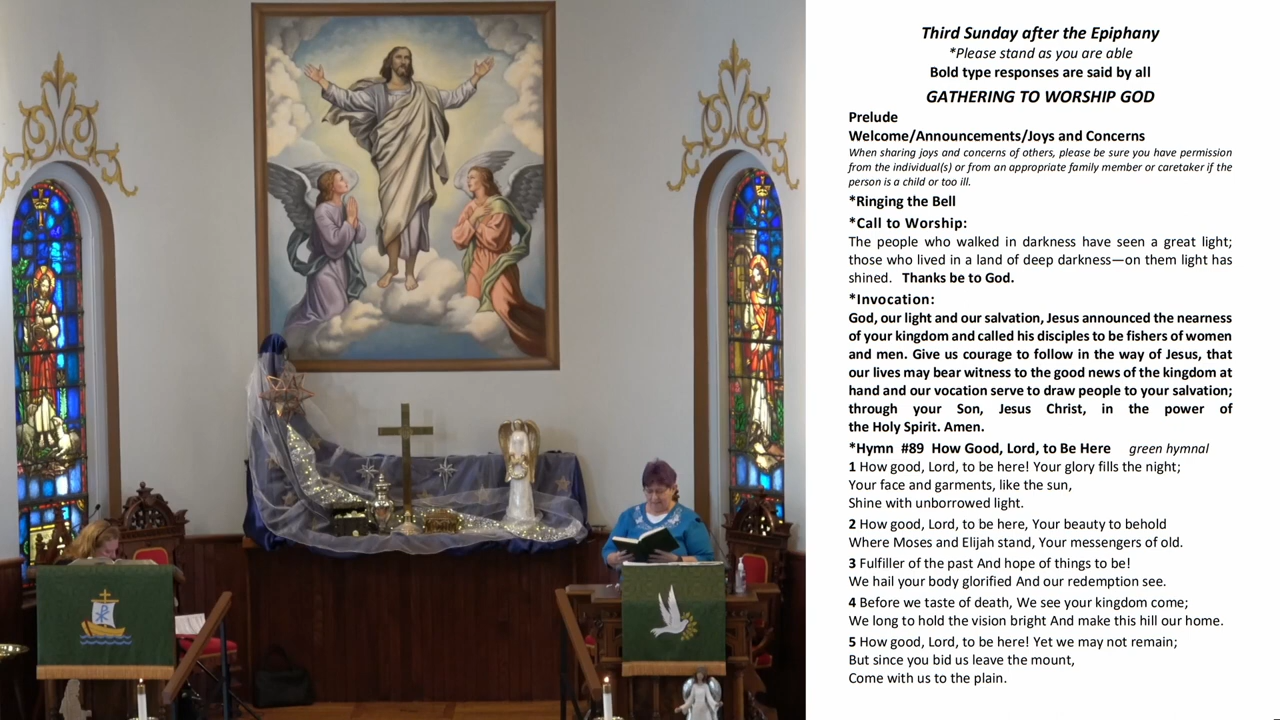 Third Sunday after the Epiphany
*Please stand as you are able
Bold type responses are said by all
GATHERING TO WORSHIP GOD
Prelude
Welcome/Announcements/Joys and Concerns
When sharing joys and concerns of others, please be sure you have permission
from the individual(s) or from an appropriate family member or caretaker if the
person is a child or too ill.
*Ringing the Bell
*Call to Worship:
The people who walked in darkness have seen a great light;
those who lived in a land of deep darkness—on them light has
shined. Thanks be to God.
*Invocation:
God, our light and our salvation, Jesus announced the nearness
of your kingdom and called his disciples to be fishers of women
and men. Give us courage to follow in the way of Jesus, that
our lives may bear witness to the good news of the kingdom at
hand and our vocation serve to draw people to your salvation;
through your Son, Jesus Christ, in the power of
the Holy Spirit. Amen.
*Hymn #89 How Good, Lord, to Be Here green hymnal
1 How good, Lord, to be here! Your glory fills the night;
Your face and garments, like the sun,
Shine with unborrowed light.
2 How good, Lord, to be here, Your beauty to behold
Where Moses and Elijah stand, Your messengers of old.
3 Fulfiller of the past And hope of things to be!
We hail your body glorified And our redemption see.
4 Before we taste of death, We see your kingdom come;
We long to hold the vision bright And make this hill our home.
5 How good, Lord, to be here! Yet we may not remain;
But since you bid us leave the mount,
Come with us to the plain.